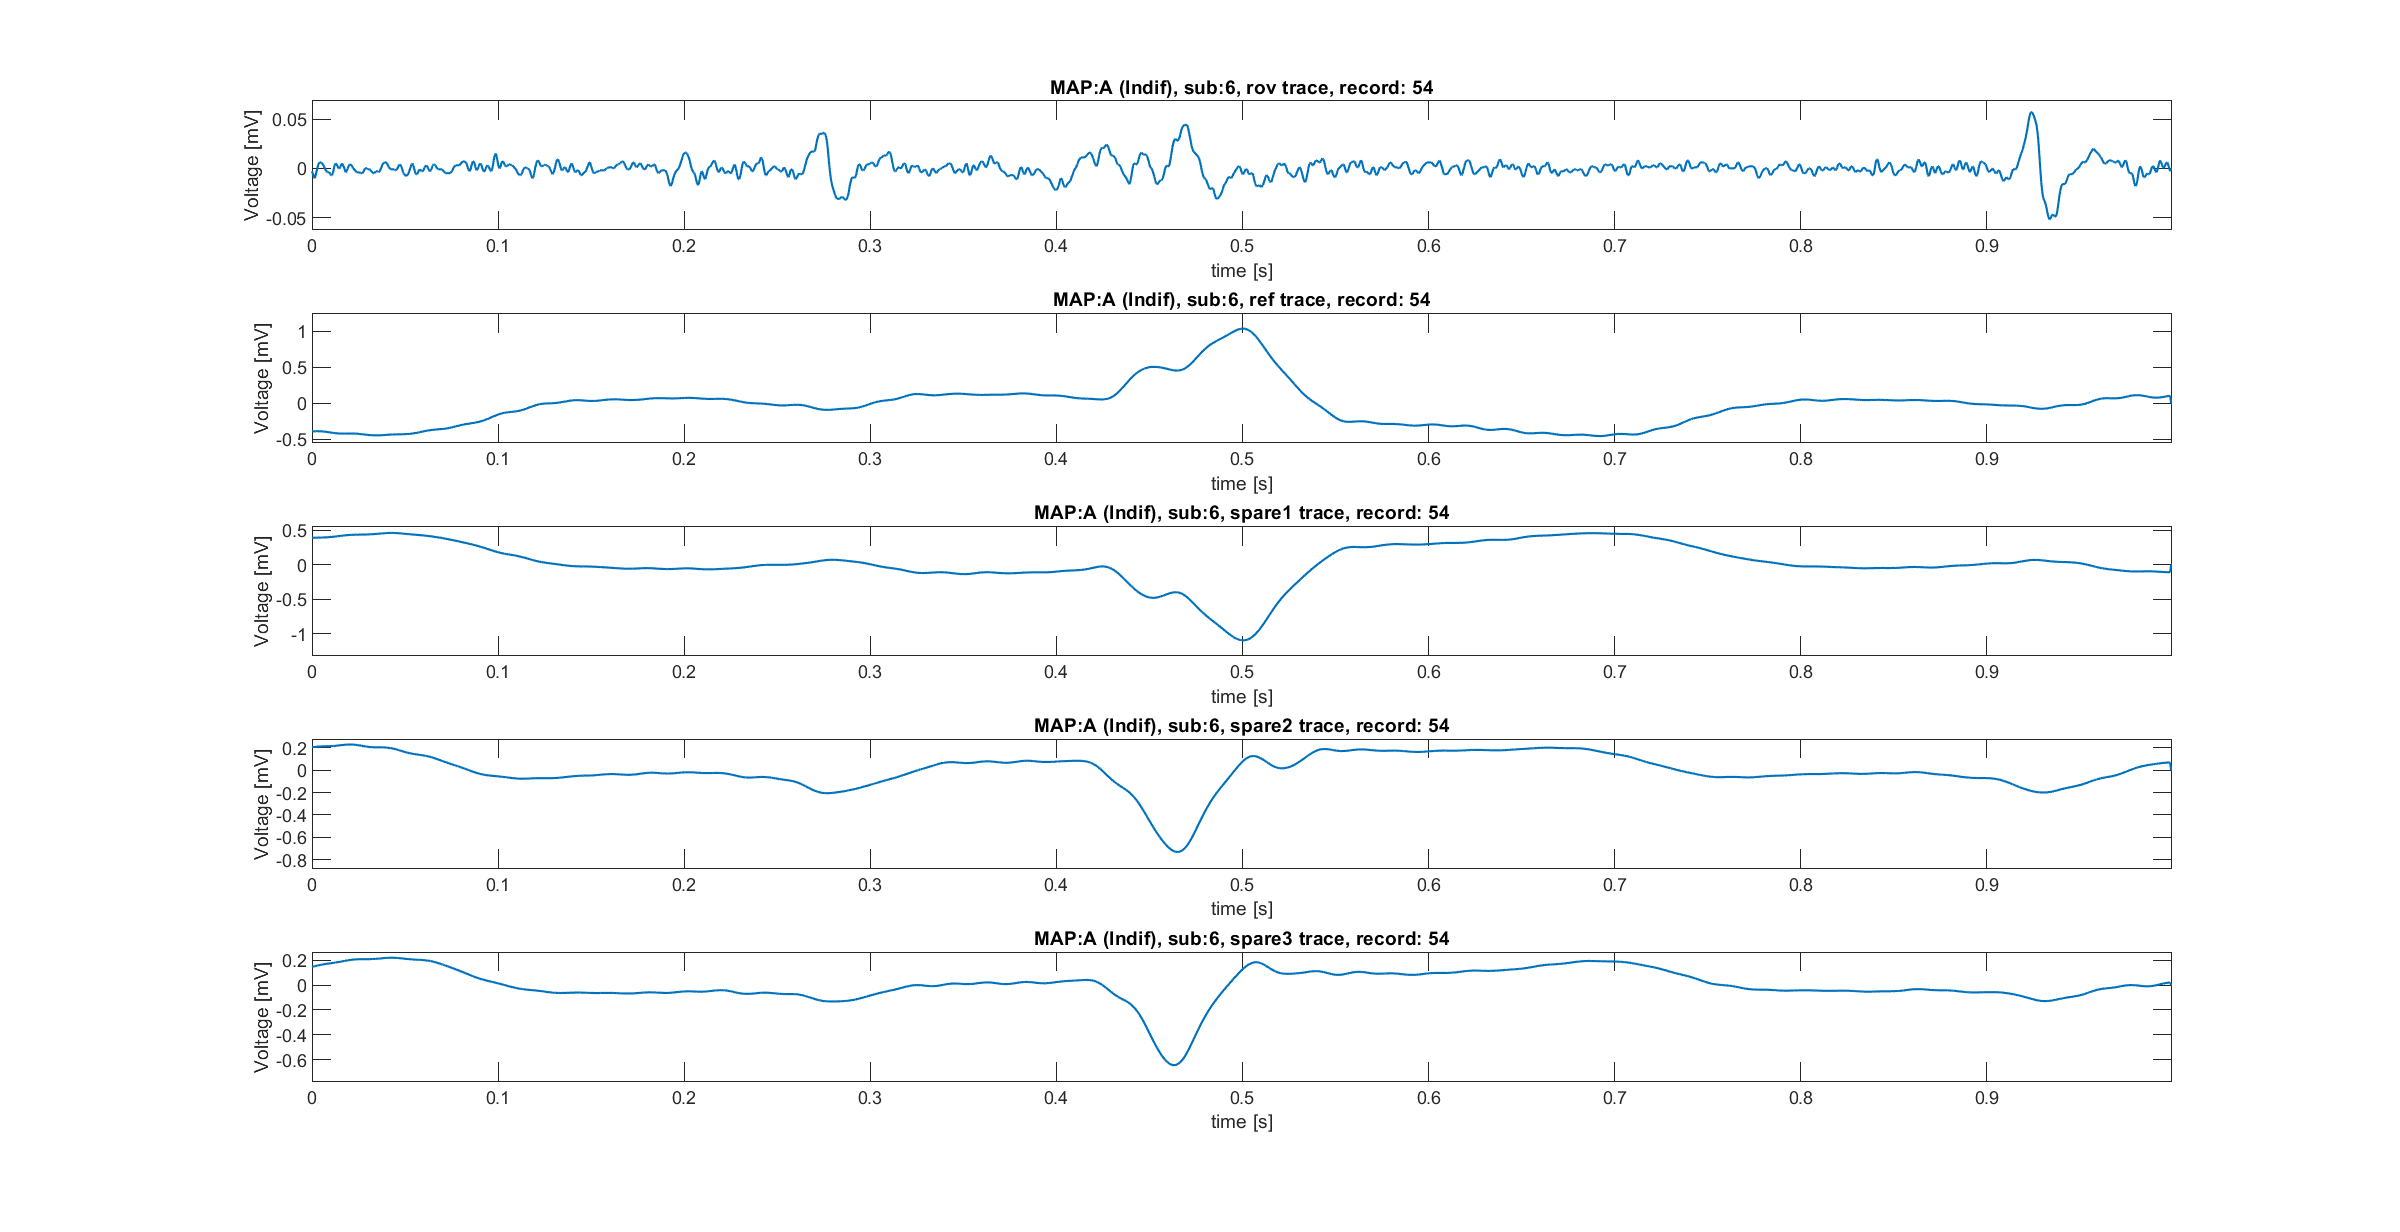 MAP:A (Indif), sub:6, rov trace, record: 54
Voltage [mV]
0.05
0
-0.05
0 0.1 0.2 0.3 0.4 0.5 0.6 0.7 0.8 0.9
time [s]
MAP:A (Indif), sub:6, ref trace, record: 54
Voltage [mV]
1
0.5
0
-0.5
0 0.1 0.2 0.3 0.4 0.5 0.6 0.7 0.8 0.9
time [s]
MAP:A (Indif), sub:6, spare1 trace, record: 54
Voltage [mV]
0.5
0
-0.5
-1
0 0.1 0.2 0.3 0.4 0.5 0.6 0.7 0.8 0.9
time [s]
MAP:A (Indif), sub:6, spare2 trace, record: 54
Voltage [mV]
0.2
0
-0.2
-0.4
-0.6
-0.8
0 0.1 0.2 0.3 0.4 0.5 0.6 0.7 0.8 0.9
time [s]
MAP:A (Indif), sub:6, spare3 trace, record: 54
Voltage [mV]
0.2
0
-0.2
-0.4
-0.6
0 0.1 0.2 0.3 0.4 0.5 0.6 0.7 0.8 0.9
time [s]